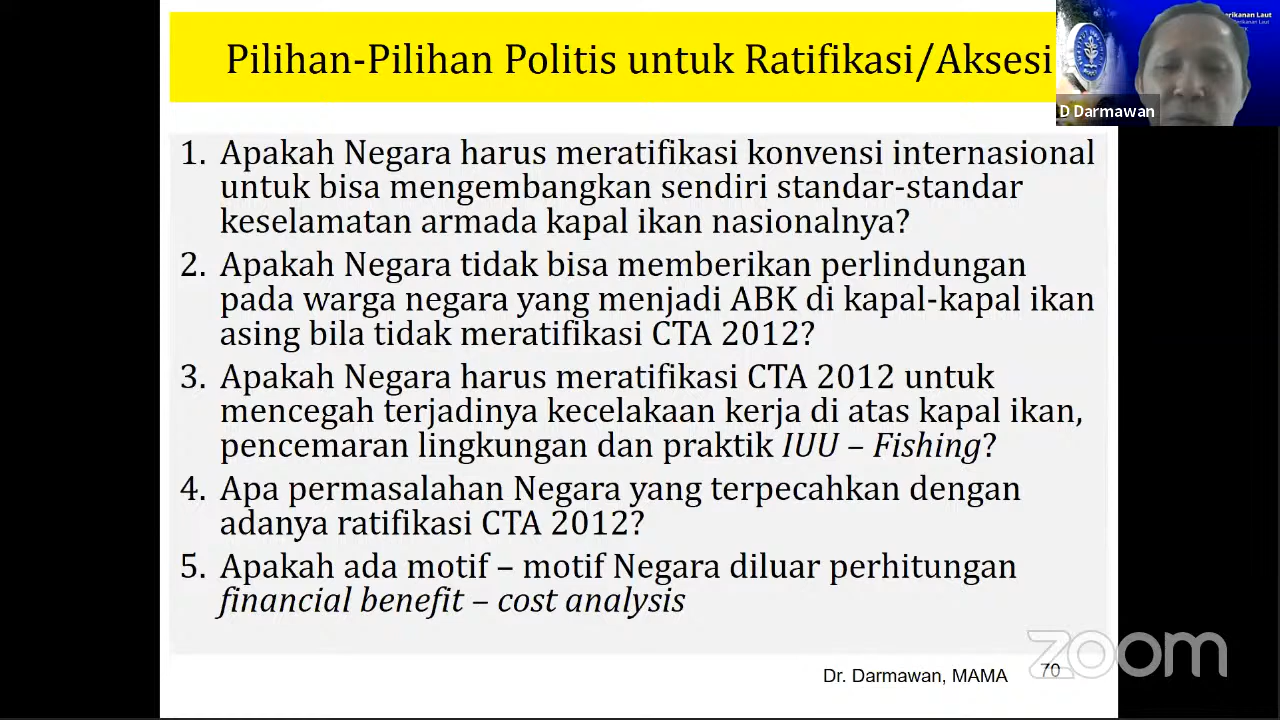 Pilihan-Pilihan Politis untuk Ratifikasi/Aksesi
erikanan Laut
D Darmawan
1. Apakah Negara harus meratifikasi konvensi internasional
untuk bisa mengembangkan sendiri standar-standar
keselamatan armada kapal ikan nasionalnya?
2. Apakah Negara tidak bisa memberikan perlindungan
pada warga negara yang menjadi ABK di kapal-kapal ikan
asing bila tidak meratifikasi CTA 2012?
3. Apakah Negara harus meratifikasi CTA 2012 untuk
mencegah terjadinya kecelakaan kerja di atas kapal ikan,
pencemaran lingkungan dan praktik IUU – Fishing?
4. Apa permasalahan Negara yang terpecahkan dengan
adanya ratifikasi CTA 2012?
5. Apakah ada motif – motif Negara diluar perhitungan
financial benefit – cost analysis
zoom
Dr. Darmawan, MAMA 70